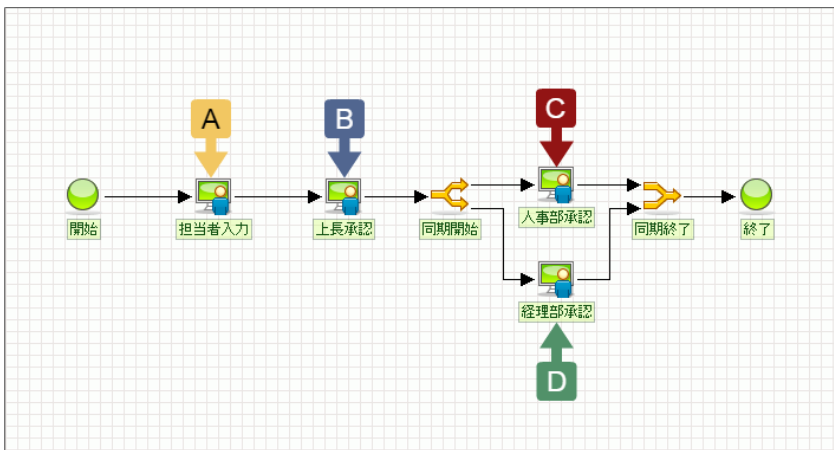 A
B
C
開始
担当者入力
上長承認
同期開始
人事部承認
同期終了
終了
経理部承認
D